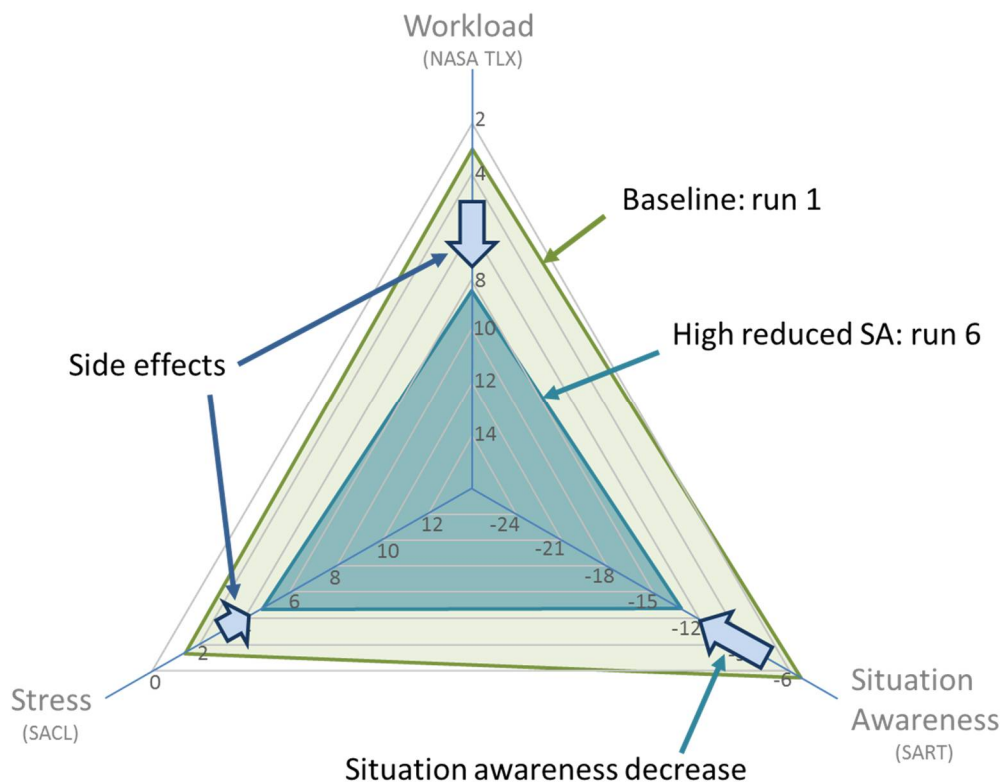 Workload
(NASA TLX)
2
4
Baseline: run 1
8
High reduced SA: run 6
10
Side effects
12
14
12
-24
10
-21
8
-18
6
-15
-12
2
0
-6
Stress
(SACL)
Situation
Awareness
(SART)
Situation awareness decrease